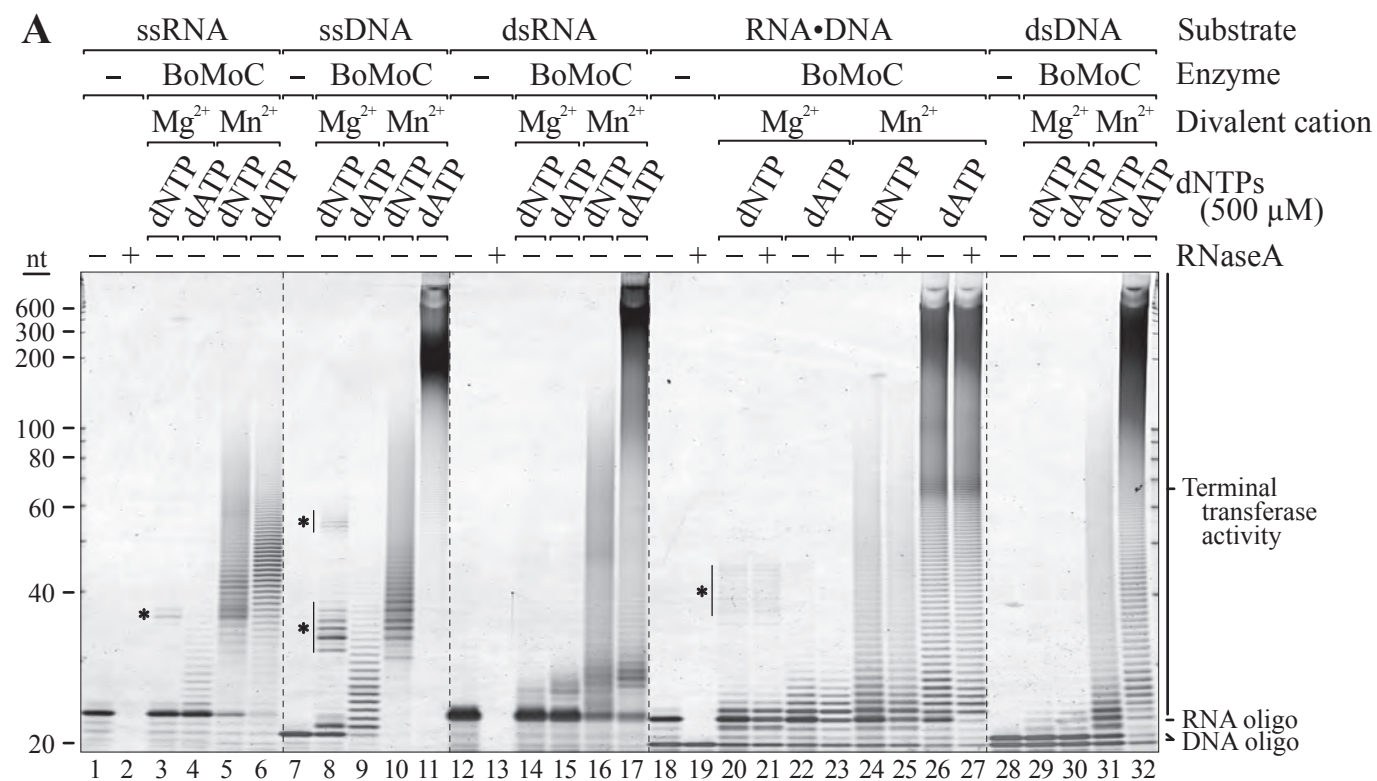 A ssRNA ssDNA dsRNA RNA•DNA dsDNA Substrate
– BoMoC – BoMoC – BoMoC – BoMoC – BoMoC Enzyme
Mg²⁺ Mn²⁺ Mg²⁺ Mn²⁺ Mg²⁺ Mn²⁺ Mg²⁺ Mn²⁺ Mg²⁺ Mn²⁺ Divalent cation
dNTP dATP dNTP dATP dNTP dATP dNTP dATP dNTP dATP dNTP dATP dNTP dATP dNTP dATP dNTP dATP dNTP dATP dNTPs
(500 µM)
nt – + – – – – – – – – – – + – – – – – + – + – + – + – + – – – – – RNaseA
600
300
200
100
80
60
Terminal
transferase
activity
*
40
*
*
*
RNA oligo
20
DNA oligo
1 2 3 4 5 6 7 8 9 10 11 12 13 14 15 16 17 18 19 20 21 22 23 24 25 26 27 28 29 30 31 32